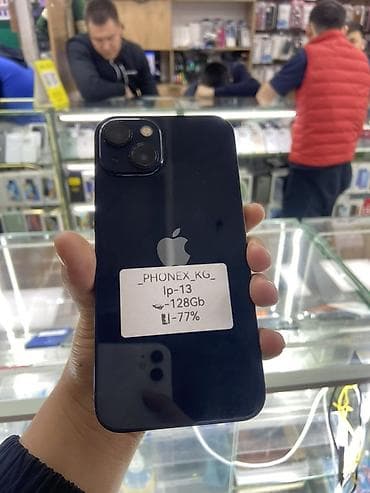 _PHONEX_KG_
Ip-13
-128Gb
-77%